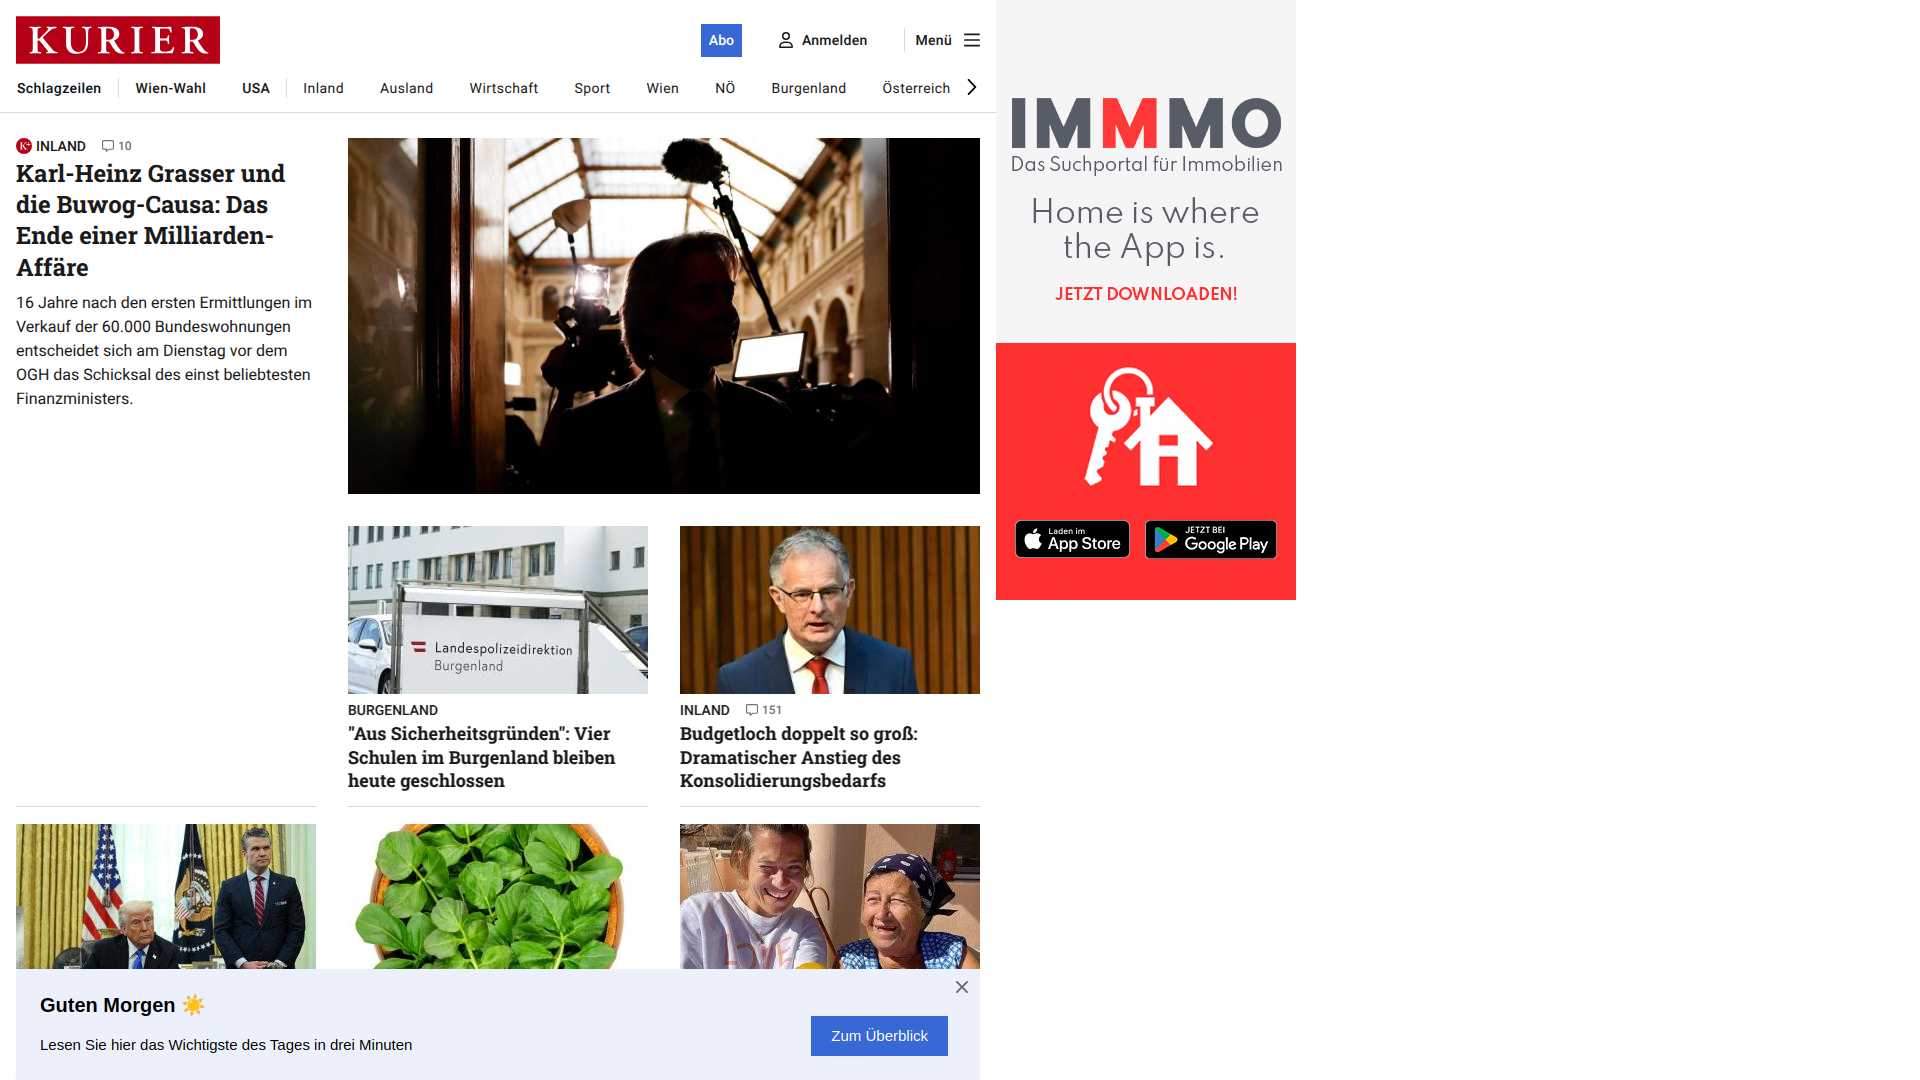 KURIER
Abo
Anmelden
Menü
Schlagzeilen
Wien-Wahl
USA
Inland
Ausland
Wirtschaft
Sport
Wien
NÖ
Burgenland
Österreich
K+ INLAND 10
Karl-Heinz Grasser und
die Buwog-Causa: Das
Ende einer Milliarden-
Affäre
16 Jahre nach den ersten Ermittlungen im
Verkauf der 60.000 Bundeswohnungen
entscheidet sich am Dienstag vor dem
OGH das Schicksal des einst beliebtesten
Finanzministers.
Landespolizeidirektion
Burgenland
BURGENLAND
"Aus Sicherheitsgründen": Vier
Schulen im Burgenland bleiben
heute geschlossen
INLAND 151
Budgetloch doppelt so groß:
Dramatischer Anstieg des
Konsolidierungsbedarfs
LOVE
Guten Morgen ☀️
Lesen Sie hier das Wichtigste des Tages in drei Minuten
Zum Überblick
IMMMO
Das Suchportal für Immobilien
Home is where
the App is.
JETZT DOWNLOADEN!
Laden im
App Store
JETZT BEI
Google Play